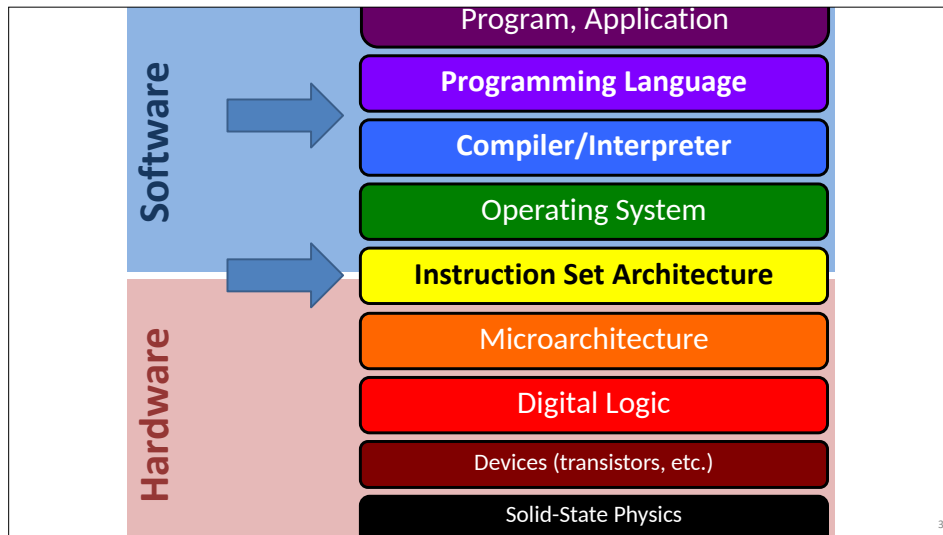 Software
Hardware
Program, Application
Programming Language
Compiler/Interpreter
Operating System
Instruction Set Architecture
Microarchitecture
Digital Logic
Devices (transistors, etc.)
Solid-State Physics
3